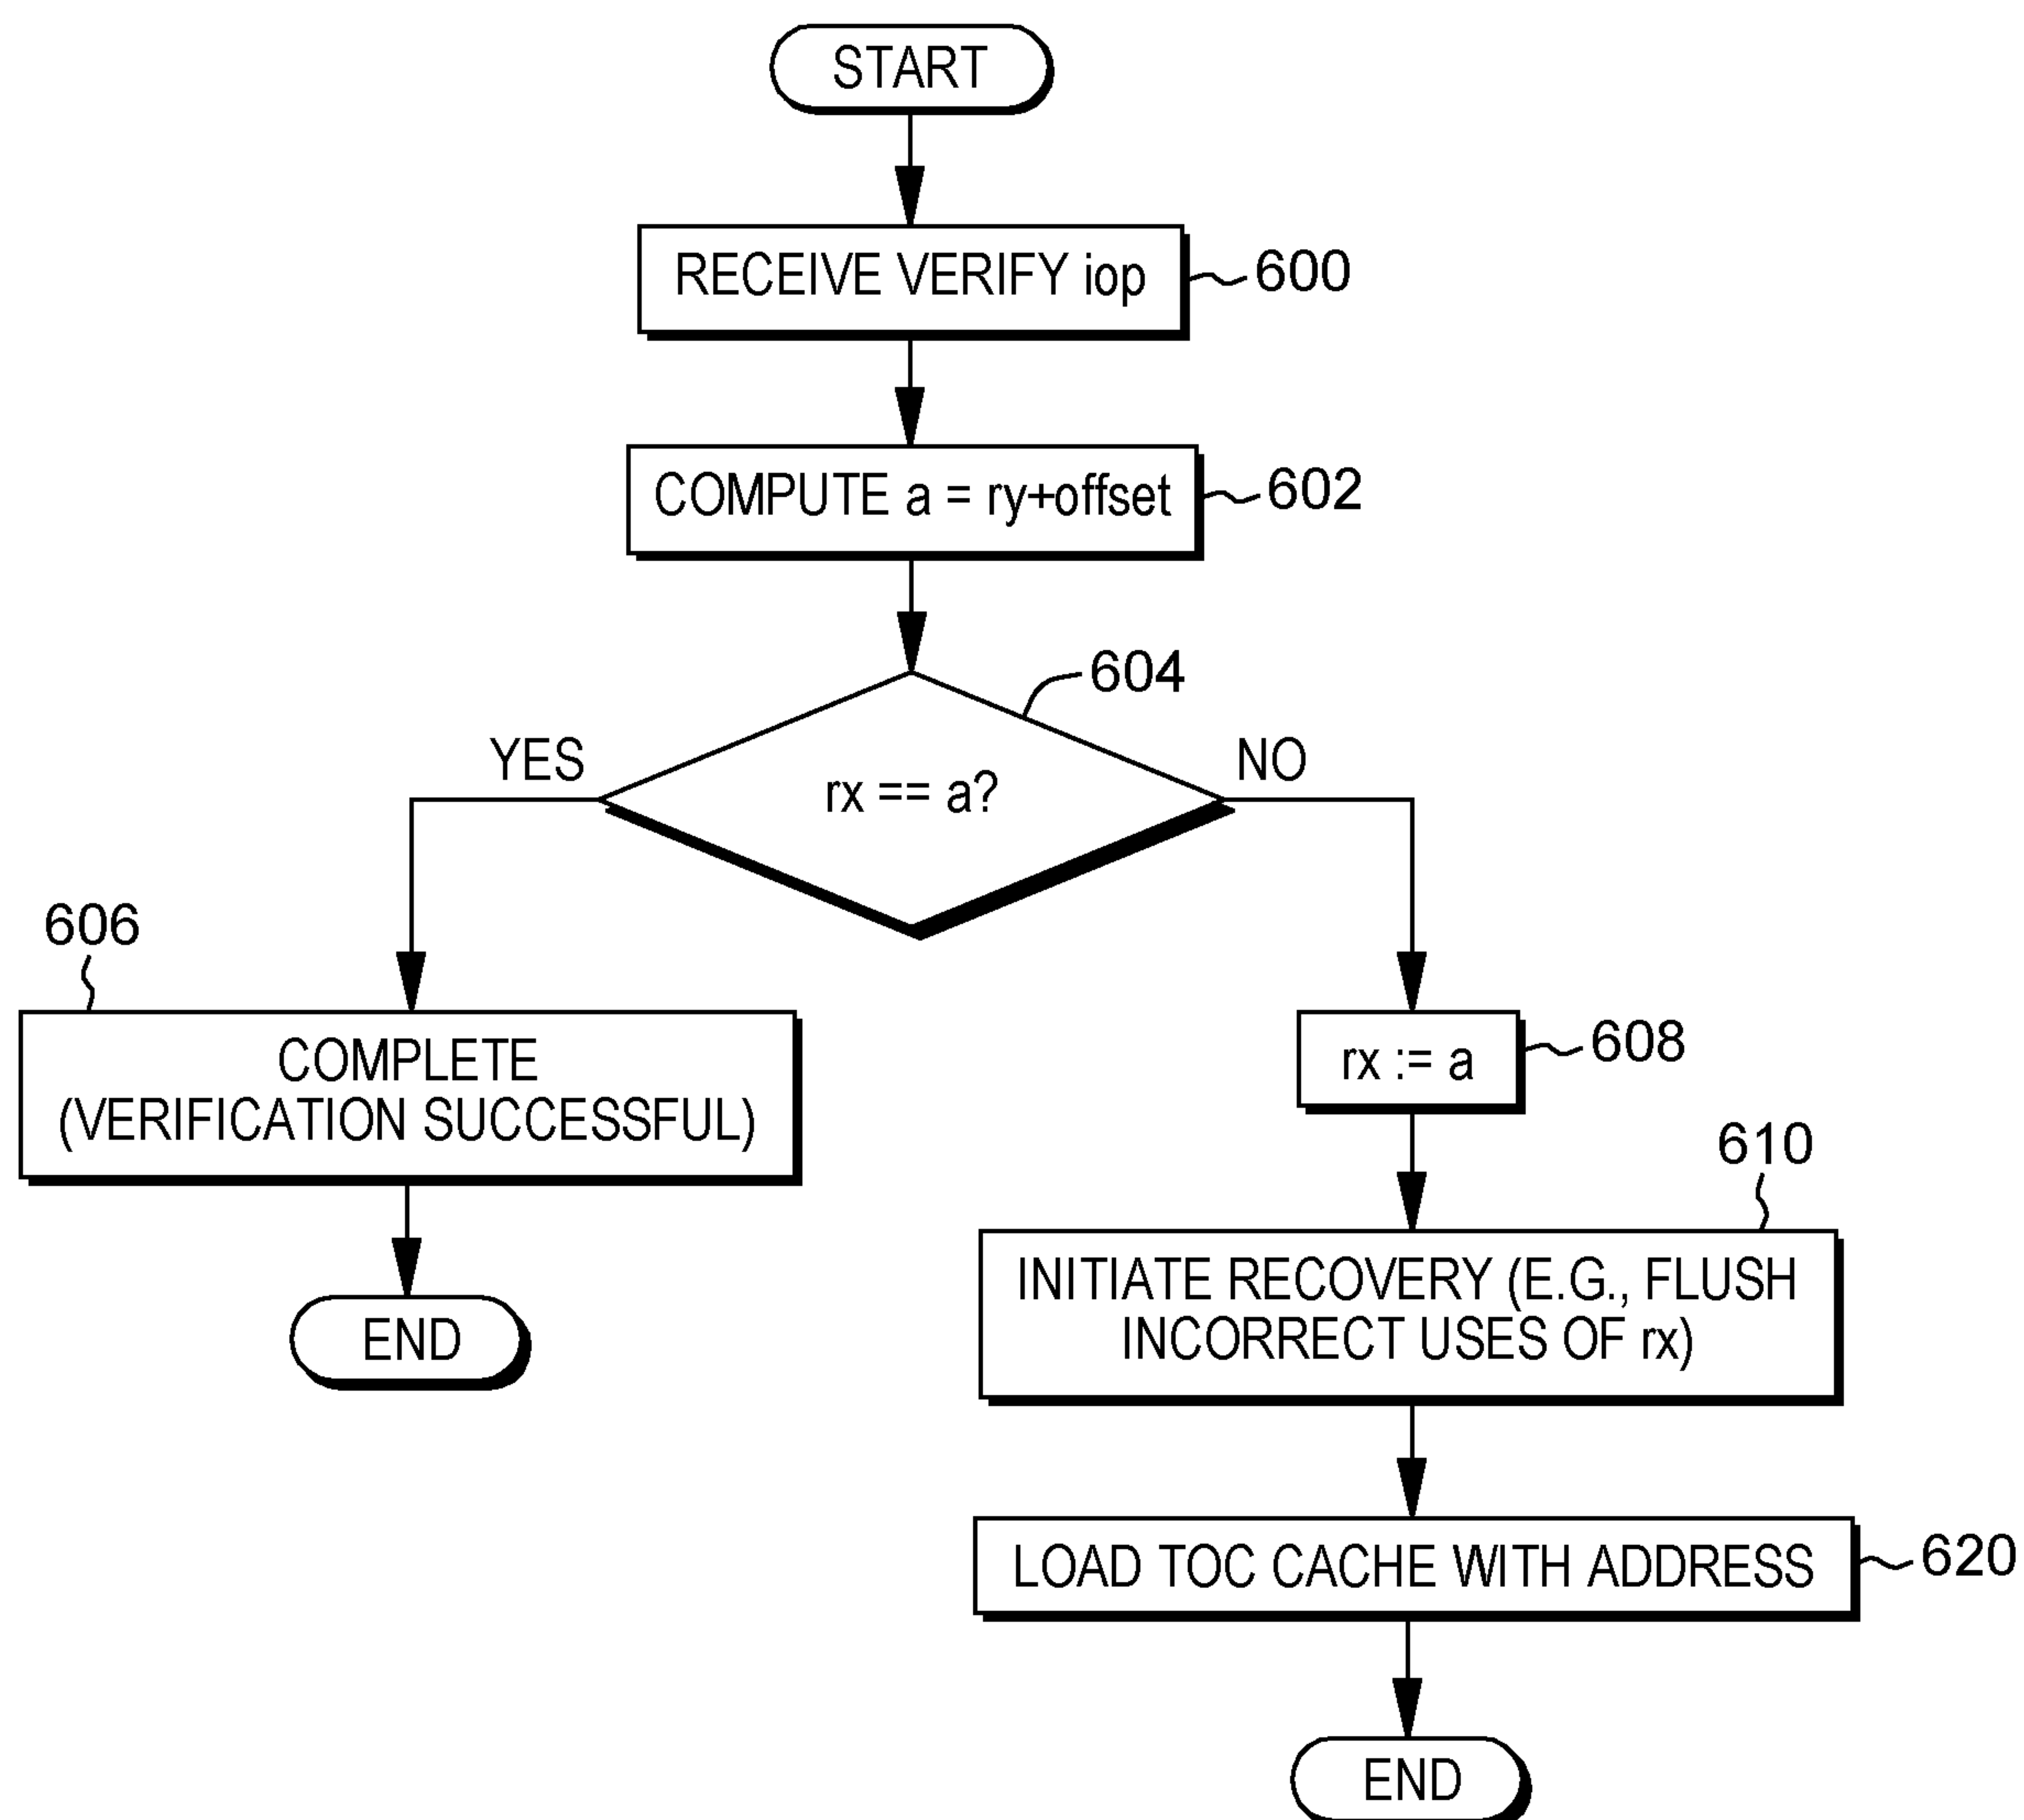 START
RECEIVE VERIFY iop
600
COMPUTE a = ry+offset
602
604
YES
NO
rx == a?
606
COMPLETE
(VERIFICATION SUCCESSFUL)
END
rx := a
608
610
INITIATE RECOVERY (E.G., FLUSH
INCORRECT USES OF rx)
LOAD TOC CACHE WITH ADDRESS
620
END